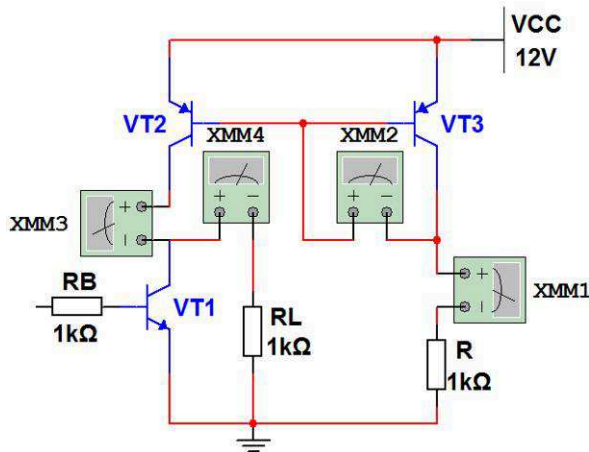 VCC
12V
VT2
XMM4
XMM2
VT3
XMM3
RB
1kΩ
VT1
RL
1kΩ
XMM1
R
1kΩ